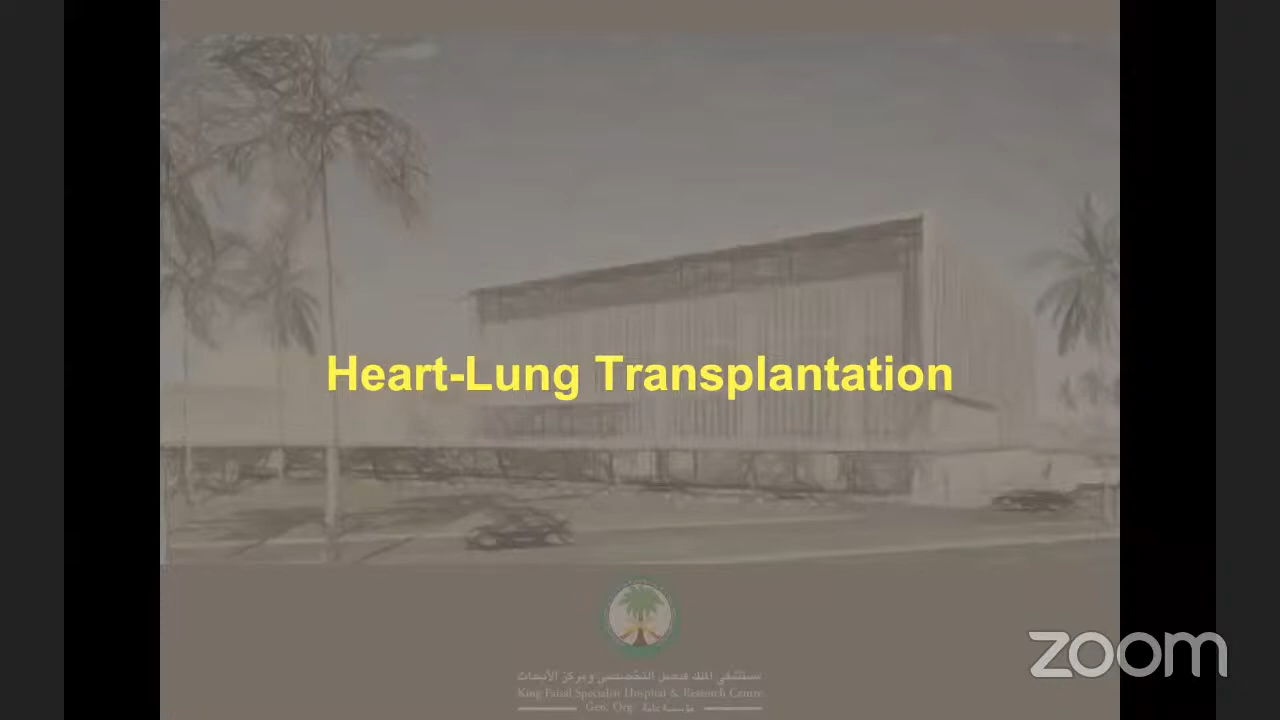 Heart-Lung Transplantation
zoom
مستشفى الملك فيصل التخصصي ومركز الأبحاث
King Faisal Specialist Hospital & Research Centre
Gen. Org. مؤسسة عامة